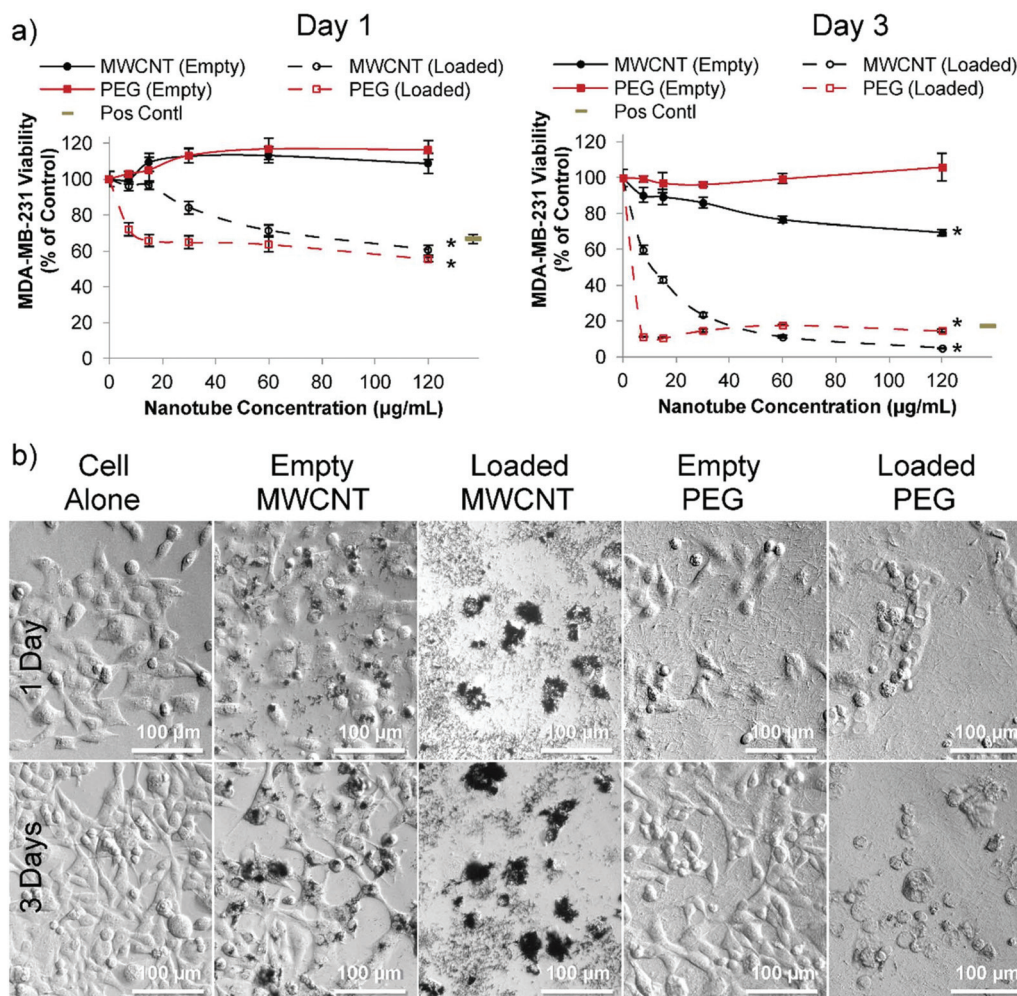 a)
Day 1
MWCNT (Empty)
MWCNT (Loaded)
PEG (Empty)
PEG (Loaded)
Pos Contl
MDA-MB-231 Viability
(% of Control)
120
100
80
60
40
20
0
0 20 40 60 80 100 120
*
*
Nanotube Concentration (µg/mL)
Day 3
MWCNT (Empty)
MWCNT (Loaded)
PEG (Empty)
PEG (Loaded)
Pos Contl
MDA-MB-231 Viability
(% of Control)
120
100
80
60
40
20
0
0 20 40 60 80 100 120
*
*
*
Nanotube Concentration (µg/mL)
b)
Cell
Alone
Empty
MWCNT
Loaded
MWCNT
Empty
PEG
Loaded
PEG
1 Day
100 µm
100 µm
100 µm
100 µm
100 µm
3 Days
100 µm
100 µm
100 µm
100 µm
100 µm